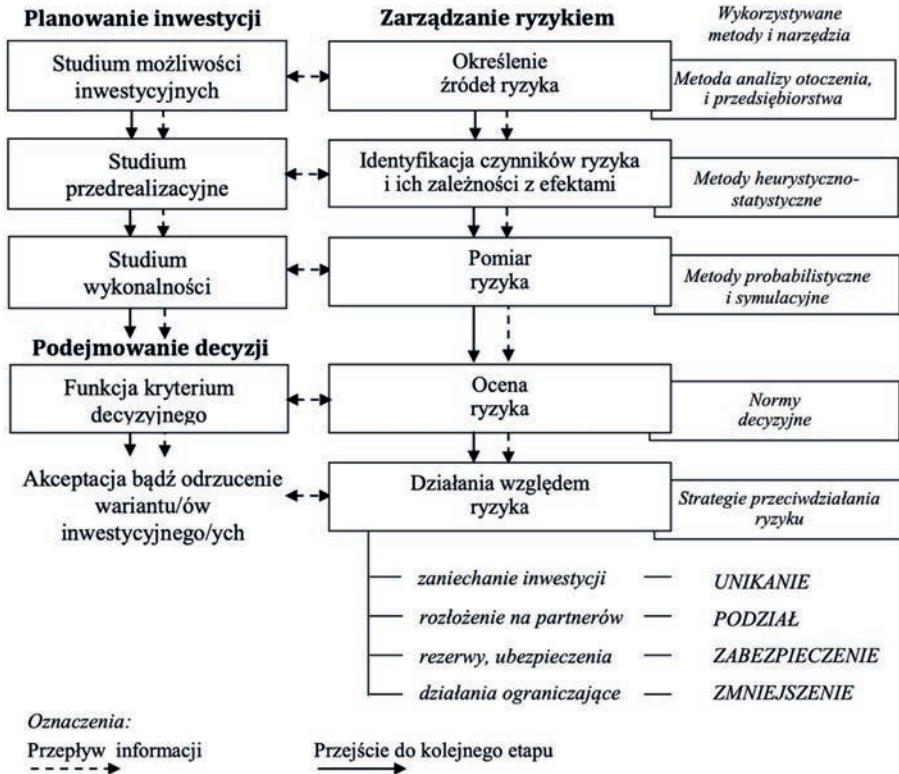 Planowanie inwestycji
Zarządzanie ryzykiem
Wykorzystywane
metody i narzędzia
Studium możliwości
inwestycyjnych
Określenie
źródeł ryzyka
Metoda analizy otoczenia,
i przedsiębiorstwa
Studium
przedrealizacyjne
Identyfikacja czynników ryzyka
i ich zależności z efektami
Metody heurystyczno-
statystyczne
Studium
wykonalności
Pomiar
ryzyka
Metody probabilistyczne
i symulacyjne
Podejmowanie decyzji
Funkcja kryterium
decyzyjnego
Ocena
ryzyka
Normy
decyzyjne
Akceptacja bądź odrzucenie
wariantu/ów
inwestycyjnego/ych
Działania względem
ryzyka
Strategie przeciwdziałania
ryzyku
zaniechanie inwestycji — UNIKANIE
rozłożenie na partnerów — PODZIAŁ
rezerwy, ubezpieczenia — ZABEZPIECZENIE
działania ograniczające — ZMNIEJSZENIE
Oznaczenia:
Przepływ informacji
Przejście do kolejnego etapu